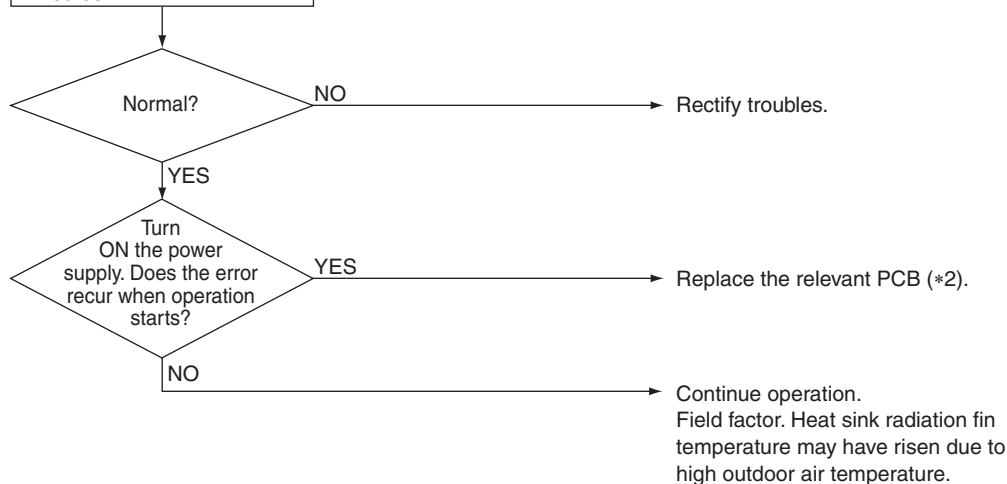 Normal?
NO
Rectify troubles.
YES
Turn
ON the power
supply. Does the error
recur when operation
starts?
YES
Replace the relevant PCB (∗2).
NO
Continue operation.
Field factor. Heat sink radiation fin
temperature may have risen due to
high outdoor air temperature.